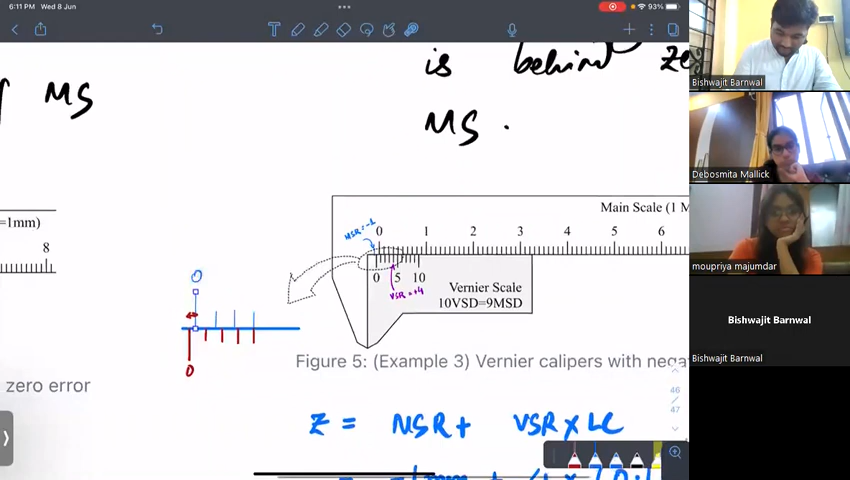 6:11 PM Wed 8 Jun
93%
is behind
MS
MS.
=1mm)
8
zero error
Main Scale (1 M
0 1 2 3 4 5 6
MSR=-1
0 5 10
VSR=+4
Vernier Scale
10VSD=9MSD
0
0
Figure 5: (Example 3) Vernier calipers with nega
Z = MSR + VSR x LC
46
/
47
Bishwajit Barnwal
Debosmita Mallick
moupriya majumdar
Bishwajit Barnwal
Bishwajit Barnwal